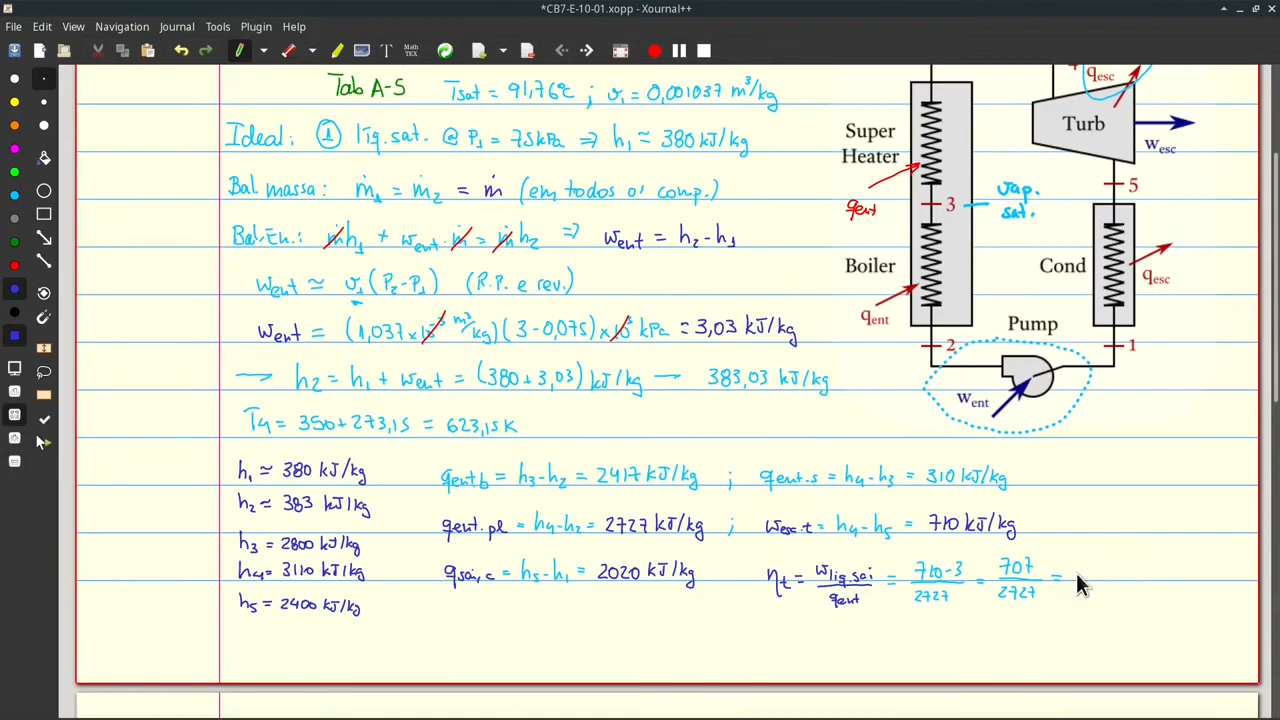 *CB7-E-10-01.xopp - Xournal++
File Edit View Navigation Journal Tools Plugin Help
Tab A-5 Tsat = 91,76°C ; v₁ = 0,001037 m³/kg
Ideal: ① liq. sat. @ P₁ = 75kPa ⇒ h₁ ≈ 380 kJ/kg
Bal. massa: ṁ₁ = ṁ₂ = ṁ (em todos os comp.)
Bal. En.: ṁh₁ + went.ṁ = ṁh₂ ⇒ went = h₂-h₁
went ≈ v₁ (P₂-P₁) (R.P. e rev.)
went = (1,037×10⁻³ m³/kg)(3-0,075)×10³ kPa = 3,03 kJ/kg
→ h₂ = h₁ + went = (380+3,03) kJ/kg → 383,03 kJ/kg
T₄ = 350+273,15 = 623,15K
h₁ ≈ 380 kJ/kg
h₂ ≈ 383 kJ/kg
h₃ = 2800 kJ/kg
h₄ = 3110 kJ/kg
h₅ = 2400 kJ/kg
qent.b = h₃-h₂ = 2417 kJ/kg ; qent.s = h₄-h₃ = 310 kJ/kg
qent.pl = h₄-h₂ = 2727 kJ/kg ; wesc.t = h₄-h₅ = 710 kJ/kg
qsai,c = h₅-h₁ = 2020 kJ/kg
ηt = wliq.sai/qent = 710-3/2727 = 707/2727 =
qesc
Super
Heater
Turb
wesc
qent
3
vap.
sat.
5
Boiler
Cond
qesc
qent
Pump
2
1
went